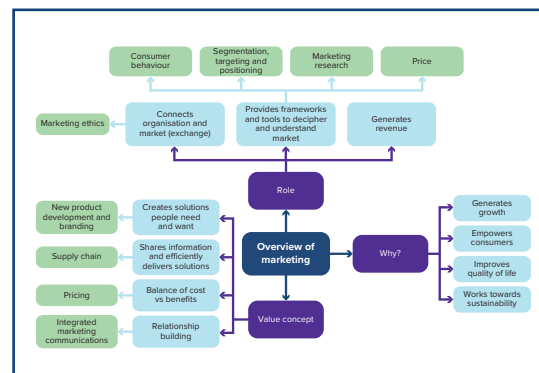 Consumer
behaviour
Segmentation,
targeting and
positioning
Marketing
research
Price
Marketing ethics
Connects
organisation and
market (exchange)
Provides frameworks
and tools to decipher
and understand
market
Generates
revenue
Role
New product
development and
branding
Creates solutions
people need
and want
Supply chain
Shares information
and efficiently
delivers solutions
Pricing
Balance of cost
vs benefits
Integrated
marketing
communications
Relationship
building
Overview of
marketing
Value concept
Why?
Generates
growth
Empowers
consumers
Improves
quality of life
Works towards
sustainability